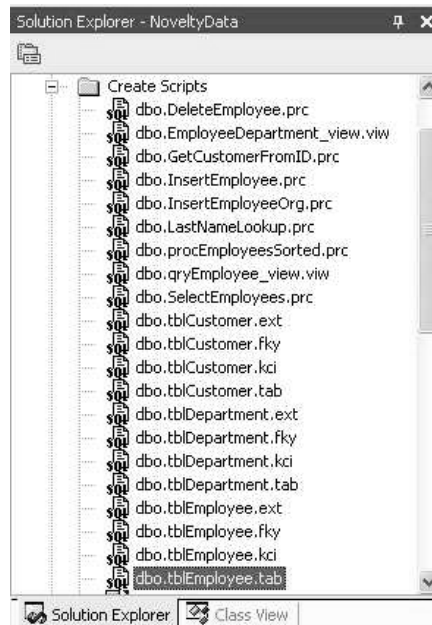 Solution Explorer - NoveltyData
Create Scripts
dbo.DeleteEmployee.prc
dbo.EmployeeDepartment_view.viw
dbo.GetCustomerFromID.prc
dbo.InsertEmployee.prc
dbo.InsertEmployeeOrg.prc
dbo.LastNameLookup.prc
dbo.procEmployeesSorted.prc
dbo.qryEmployee_view.viw
dbo.SelectEmployees.prc
dbo.tblCustomer.ext
dbo.tblCustomer.fky
dbo.tblCustomer.kci
dbo.tblCustomer.tab
dbo.tblDepartment.ext
dbo.tblDepartment.fky
dbo.tblDepartment.kci
dbo.tblDepartment.tab
dbo.tblEmployee.ext
dbo.tblEmployee.fky
dbo.tblEmployee.kci
dbo.tblEmployee.tab
Solution Explorer Class View